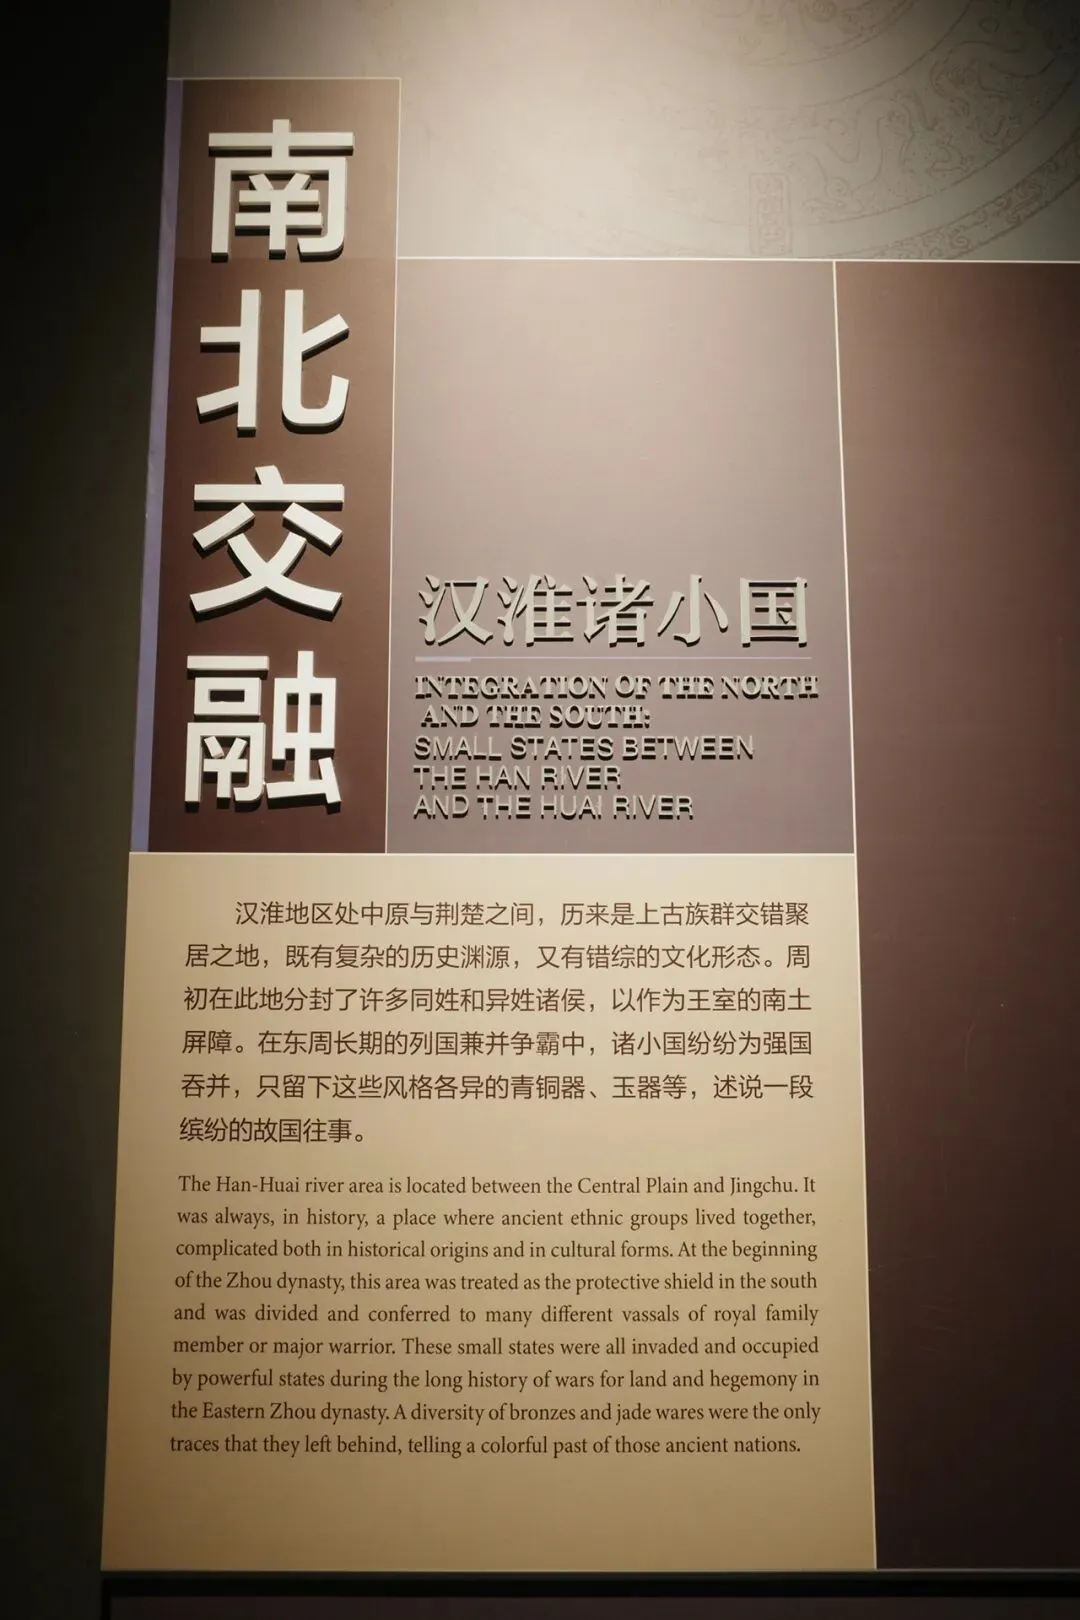 南北交融
汉淮诸小国
INTEGRATION OF THE NORTH
AND THE SOUTH:
SMALL STATES BETWEEN
THE HAN RIVER
AND THE HUAI RIVER
汉淮地区处中原与荆楚之间，历来是上古族群交错聚
居之地，既有复杂的历史渊源，又有错综的文化形态。周
初在此地分封了许多同姓和异姓诸侯，以作为王室的南土
屏障。在东周长期的列国兼并争霸中，诸小国纷纷为强国
吞并，只留下这些风格各异的青铜器、玉器等，述说一段
缤纷的故国往事。
The Han-Huai river area is located between the Central Plain and Jingchu. It
was always, in history, a place where ancient ethnic groups lived together,
complicated both in historical origins and in cultural forms. At the beginning
of the Zhou dynasty, this area was treated as the protective shield in the south
and was divided and conferred to many different vassals of royal family
member or major warrior. These small states were all invaded and occupied
by powerful states during the long history of wars for land and hegemony in
the Eastern Zhou dynasty. A diversity of bronzes and jade wares were the only
traces that they left behind, telling a colorful past of those ancient nations.